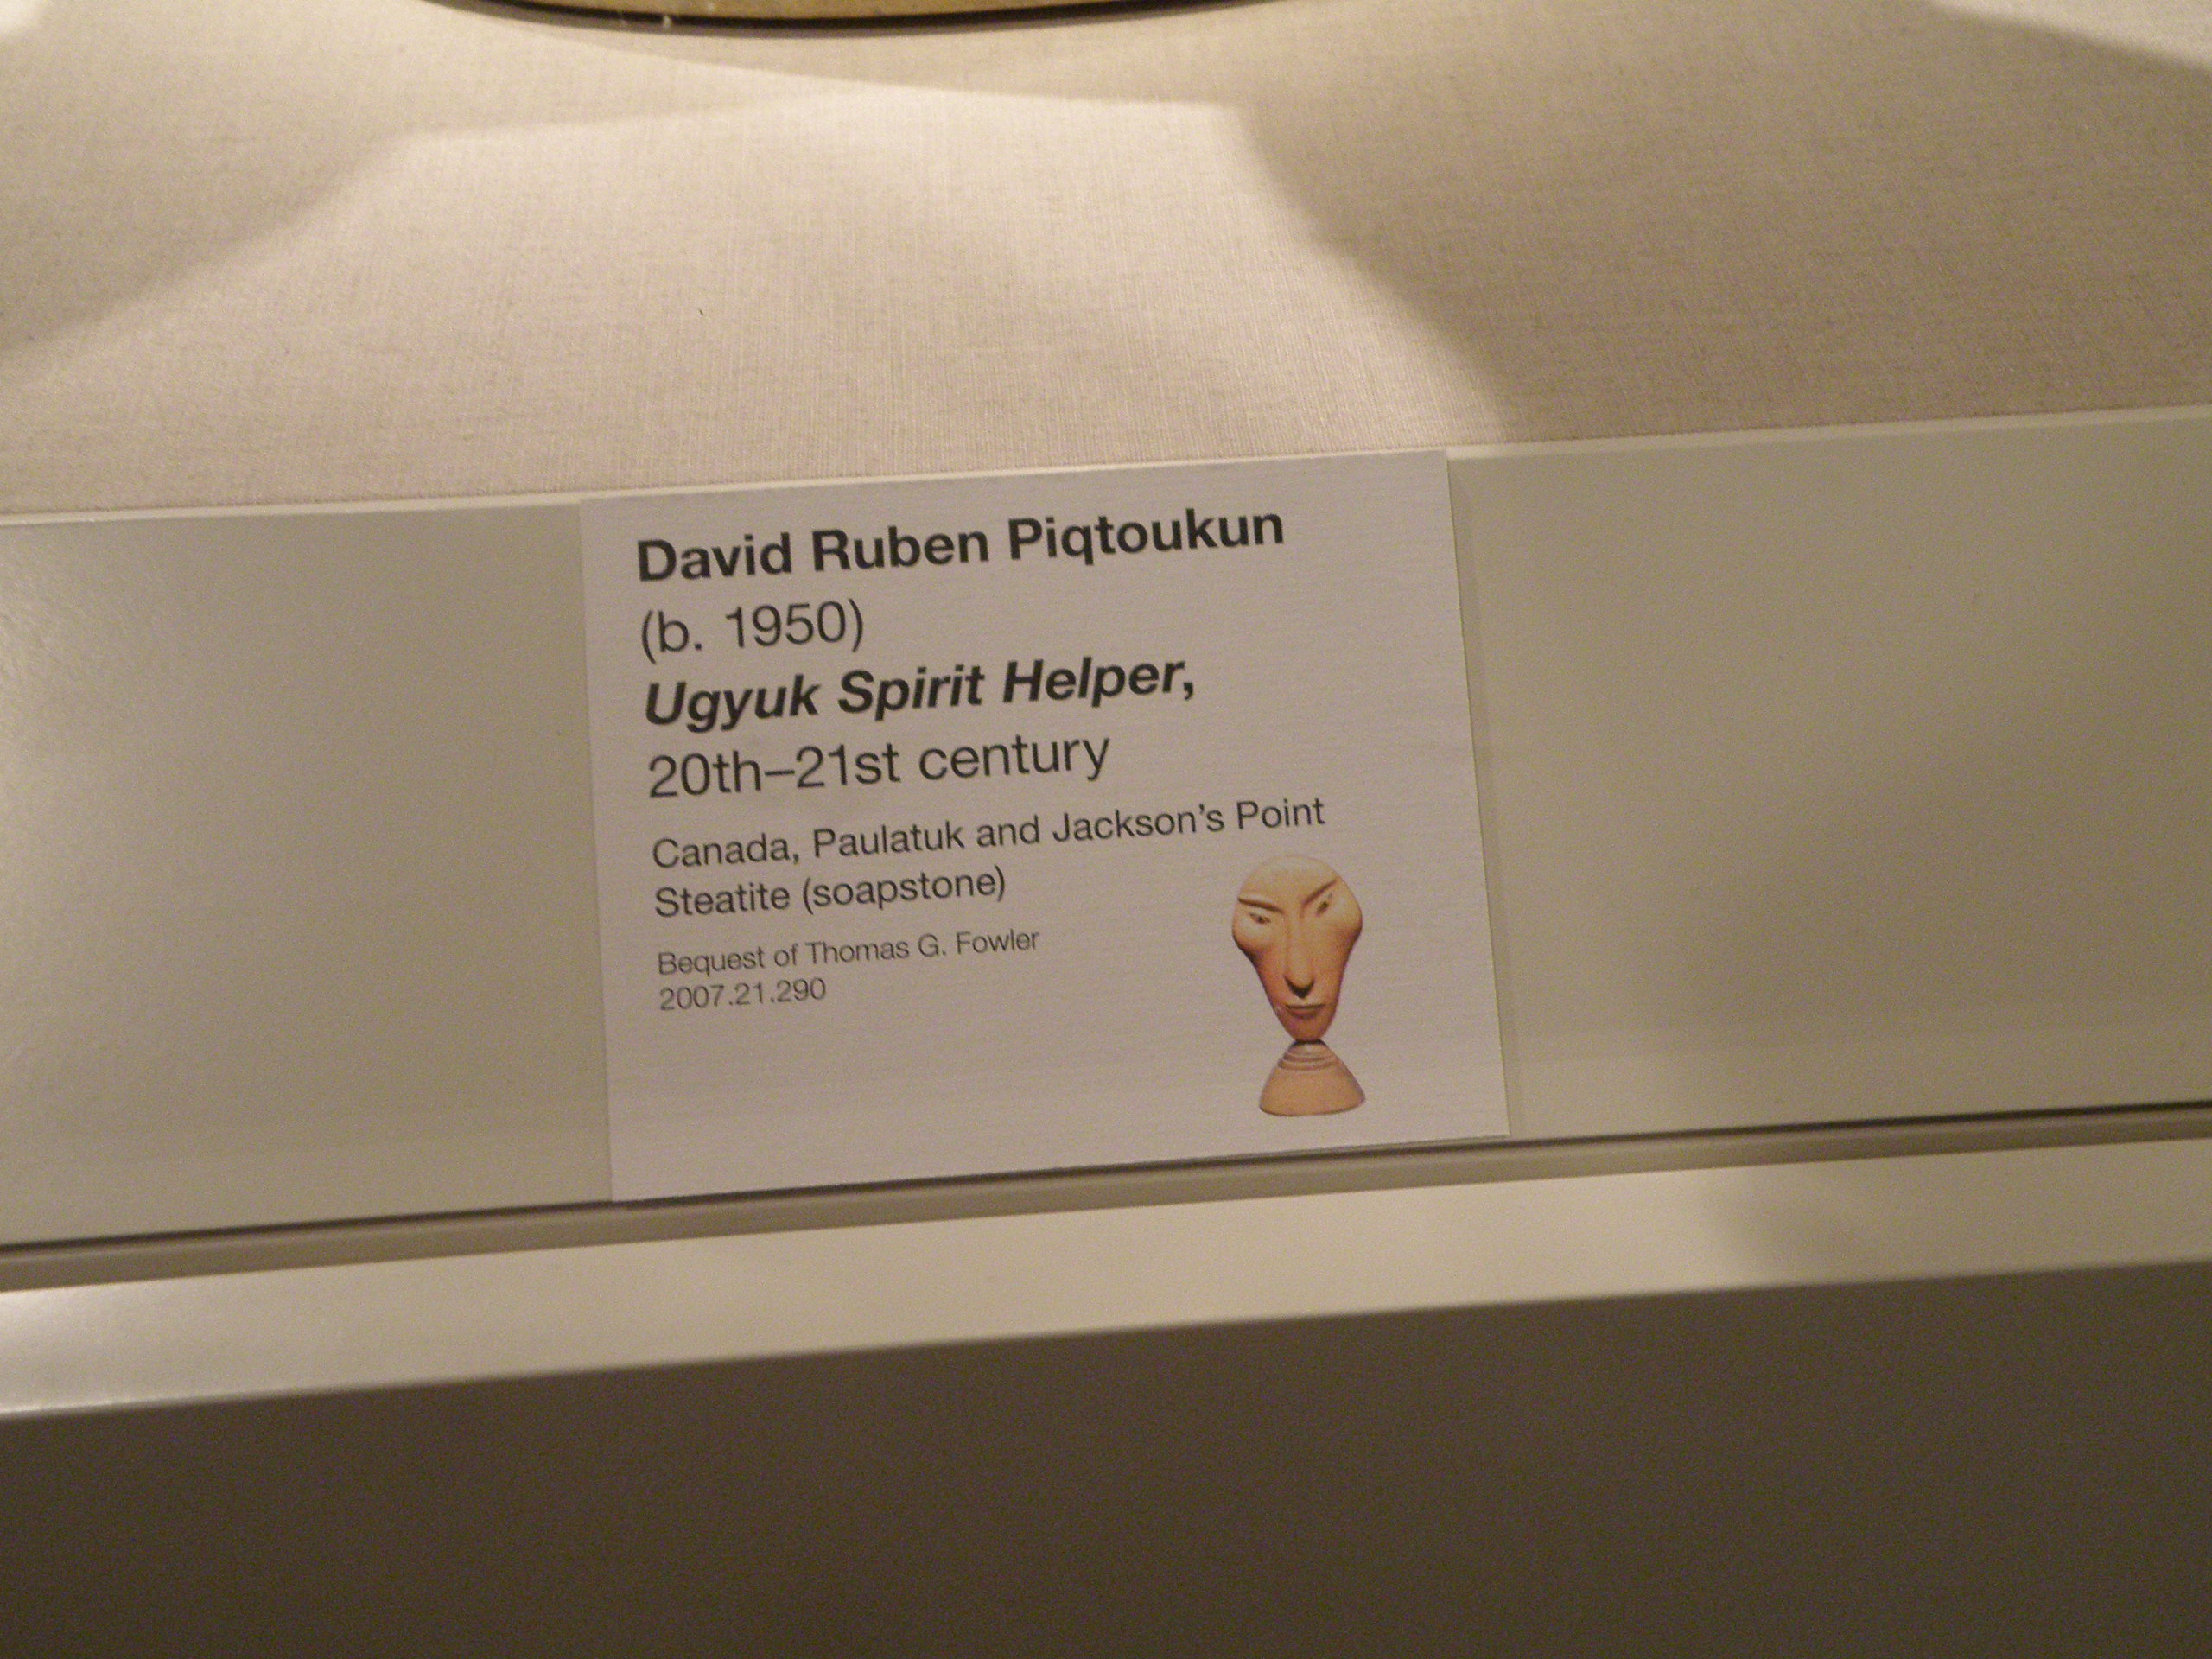 David Ruben Piqtoukun
(b. 1950)
Ugyuk Spirit Helper,
20th–21st century
Canada, Paulatuk and Jackson's Point
Steatite (soapstone)
Bequest of Thomas G. Fowler
2007.21.290